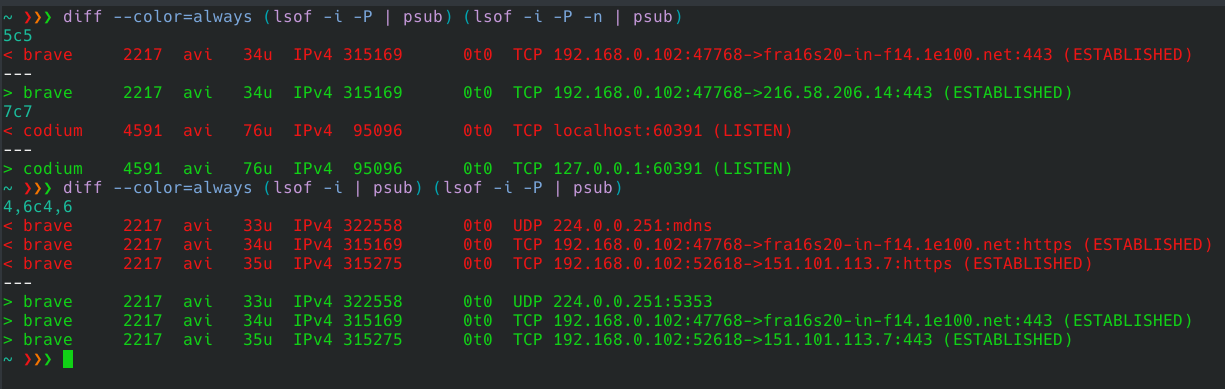 ~ ❯❯❯ diff --color=always (lsof -i -P | psub) (lsof -i -P -n | psub)
5c5
< brave     2217  avi   34u  IPv4 315169      0t0  TCP 192.168.0.102:47768->fra16s20-in-f14.1e100.net:443 (ESTABLISHED)
---
> brave     2217  avi   34u  IPv4 315169      0t0  TCP 192.168.0.102:47768->216.58.206.14:443 (ESTABLISHED)
7c7
< codium    4591  avi   76u  IPv4  95096      0t0  TCP localhost:60391 (LISTEN)
---
> codium    4591  avi   76u  IPv4  95096      0t0  TCP 127.0.0.1:60391 (LISTEN)
~ ❯❯❯ diff --color=always (lsof -i | psub) (lsof -i -P | psub)
4,6c4,6
< brave     2217  avi   33u  IPv4 322558      0t0  UDP 224.0.0.251:mdns
< brave     2217  avi   34u  IPv4 315169      0t0  TCP 192.168.0.102:47768->fra16s20-in-f14.1e100.net:https (ESTABLISHED)
< brave     2217  avi   35u  IPv4 315275      0t0  TCP 192.168.0.102:52618->151.101.113.7:https (ESTABLISHED)
---
> brave     2217  avi   33u  IPv4 322558      0t0  UDP 224.0.0.251:5353
> brave     2217  avi   34u  IPv4 315169      0t0  TCP 192.168.0.102:47768->fra16s20-in-f14.1e100.net:443 (ESTABLISHED)
> brave     2217  avi   35u  IPv4 315275      0t0  TCP 192.168.0.102:52618->151.101.113.7:443 (ESTABLISHED)
~ ❯❯❯